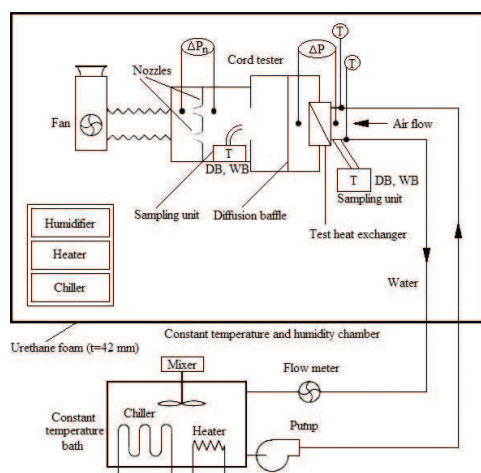 ΔPn
ΔP
T
T
Cord tester
Nozzles
Fan
Air flow
T
DB, WB
T
DB, WB
Sampling unit
Sampling unit
Diffusion baffle
Test heat exchanger
Humidifier
Heater
Chiller
Water
Constant temperature and humidity chamber
Urethane foam (t=42 mm)
Mixer
Flow meter
Chiller
Heater
Constant
temperature
bath
Pump